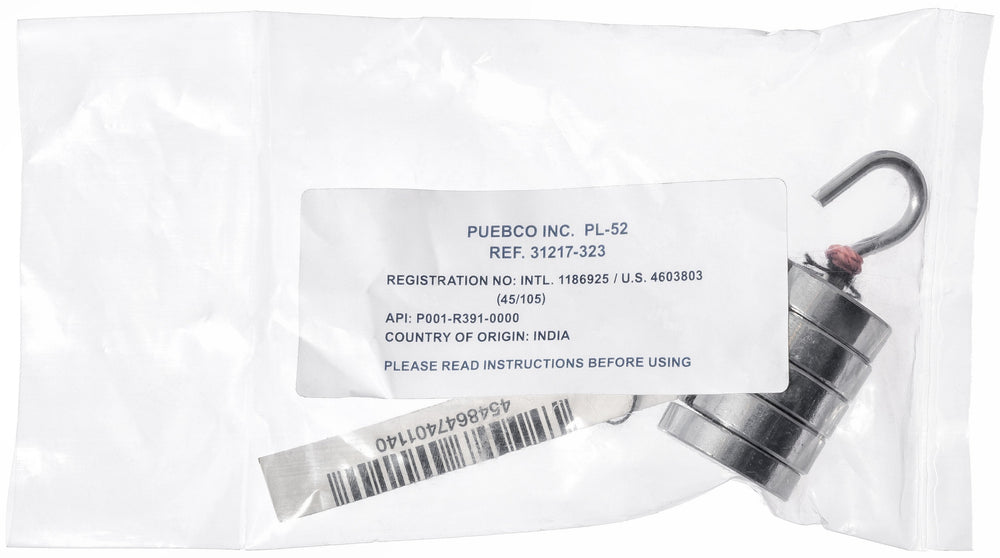 PUEBCO INC. PL-52
REF. 31217-323
REGISTRATION NO: INTL. 1186925 / U.S. 4603803
(45/105)
API: P001-R391-0000
COUNTRY OF ORIGIN: INDIA
PLEASE READ INSTRUCTIONS BEFORE USING
4548647401140